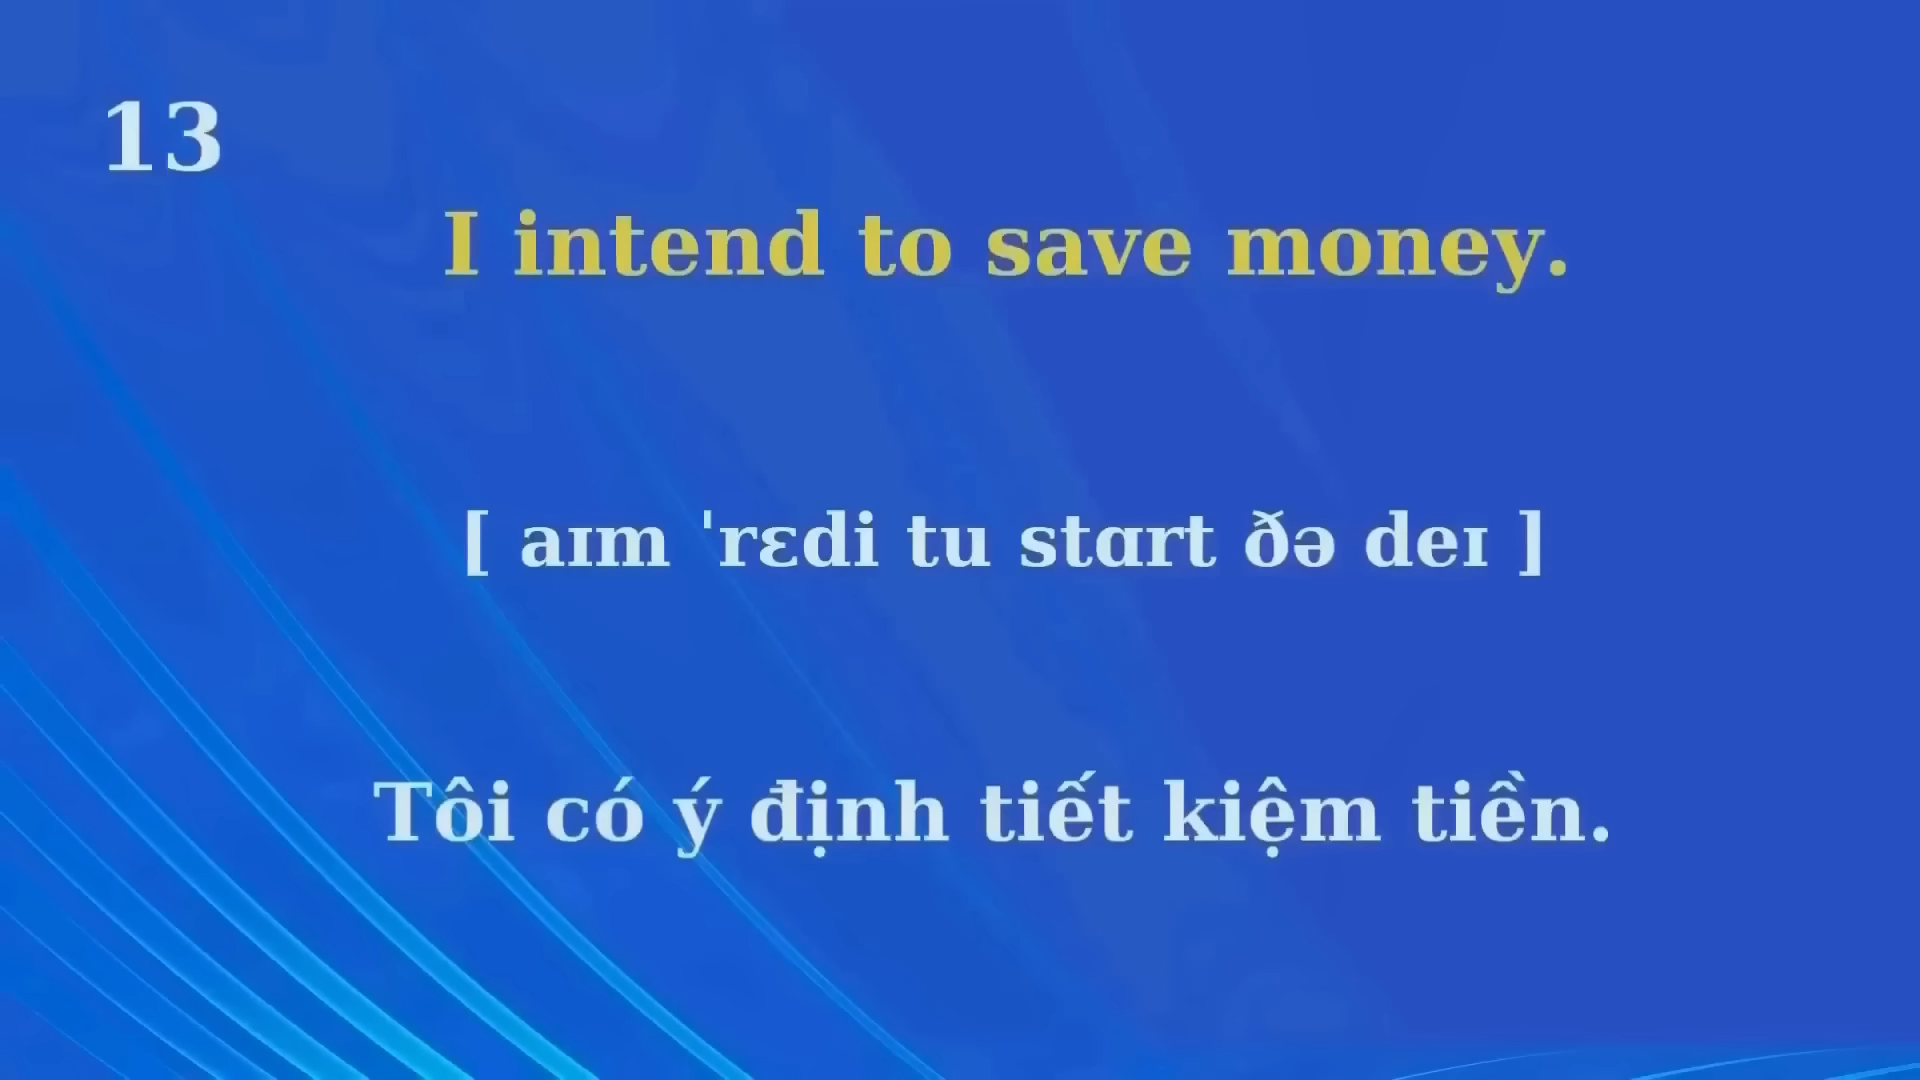 13
I intend to save money.
[ aɪm ˈrɛdi tu stɑrt ðə deɪ ]
Tôi có ý định tiết kiệm tiền.